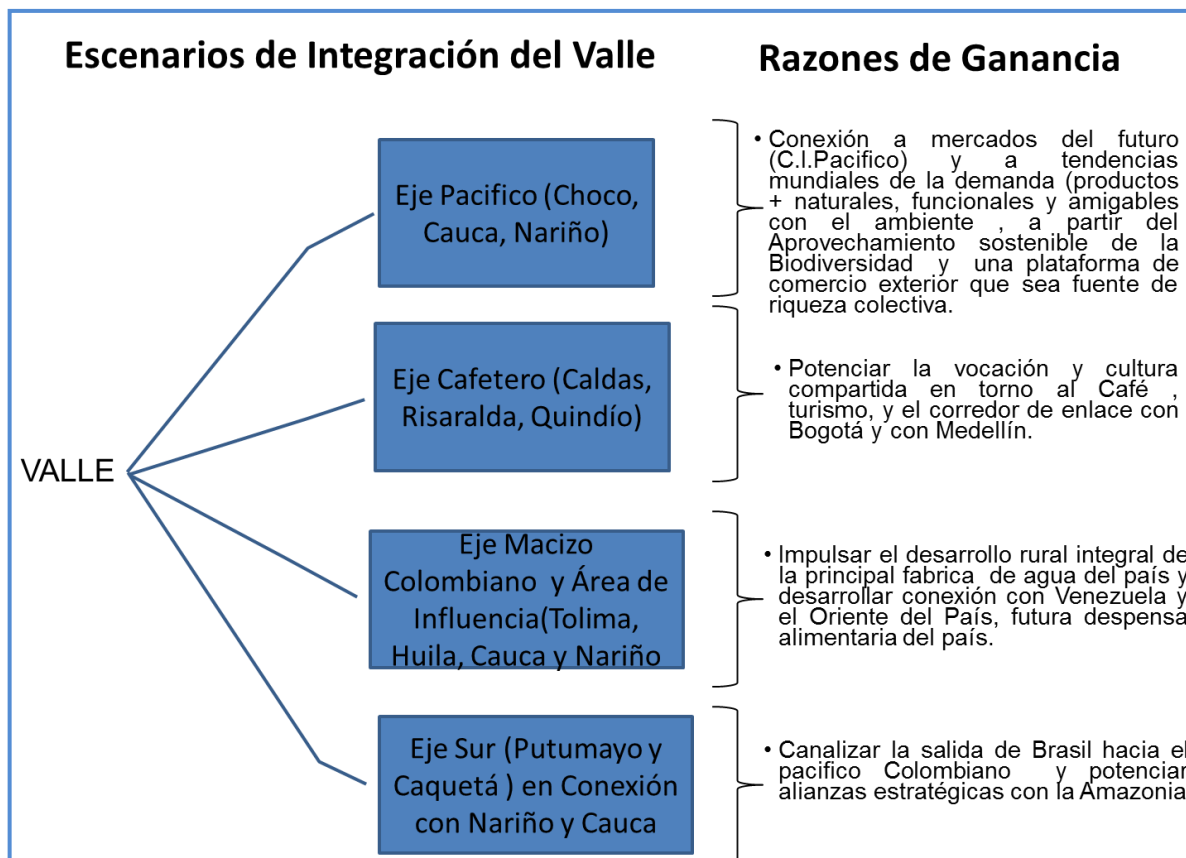 Escenarios de Integración del Valle
Razones de Ganancia
VALLE
Eje Pacifico (Choco,
Cauca, Nariño)
• Conexión a mercados del futuro
(C.I.Pacifico) y a tendencias
mundiales de la demanda (productos
+ naturales, funcionales y amigables
con el ambiente , a partir del
Aprovechamiento sostenible de la
Biodiversidad y una plataforma de
comercio exterior que sea fuente de
riqueza colectiva.
Eje Cafetero (Caldas,
Risaralda, Quindío)
• Potenciar la vocación y cultura
compartida en torno al Café ,
turismo, y el corredor de enlace con
Bogotá y con Medellín.
Eje Macizo
Colombiano y Área de
Influencia(Tolima,
Huila, Cauca y Nariño
• Impulsar el desarrollo rural integral de
la principal fabrica de agua del país y
desarrollar conexión con Venezuela y
el Oriente del País, futura despensa
alimentaria del país.
Eje Sur (Putumayo y
Caquetá ) en Conexión
con Nariño y Cauca
• Canalizar la salida de Brasil hacia el
pacifico Colombiano y potenciar
alianzas estratégicas con la Amazonia